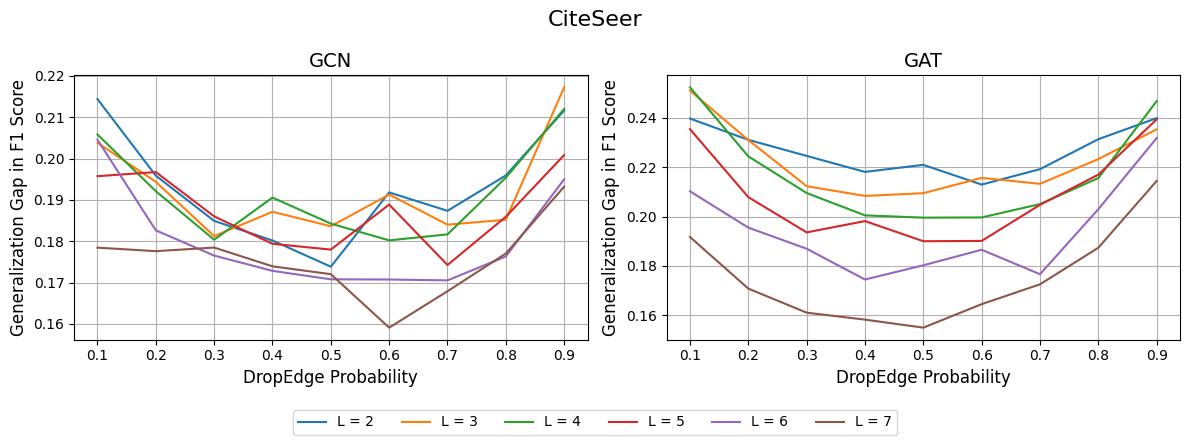 CiteSeer
GCN
Generalization Gap in F1 Score
0.22
0.21
0.20
0.19
0.18
0.17
0.16
0.1 0.2 0.3 0.4 0.5 0.6 0.7 0.8 0.9
DropEdge Probability
GAT
Generalization Gap in F1 Score
0.24
0.22
0.20
0.18
0.16
0.1 0.2 0.3 0.4 0.5 0.6 0.7 0.8 0.9
DropEdge Probability
L = 2 L = 3 L = 4 L = 5 L = 6 L = 7